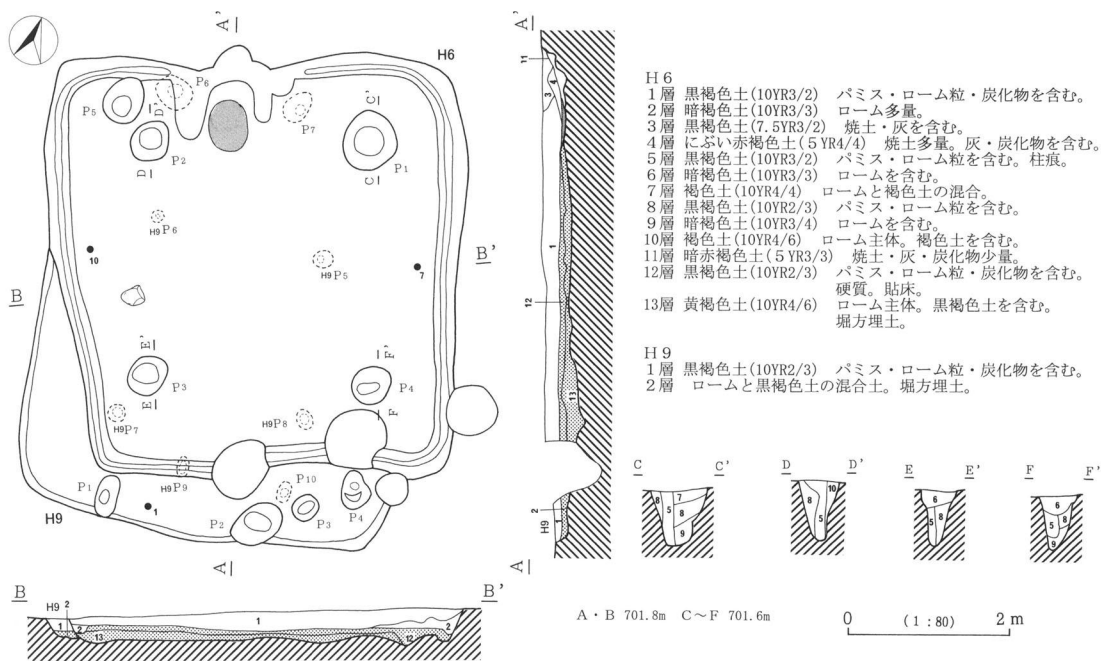 H6
1層 黒褐色土(10YR3/2) パミス・ローム粒・炭化物を含む。
2層 暗褐色土(10YR3/3) ローム多量。
3層 黒褐色土(7.5YR3/2) 焼土・灰を含む。
4層 にぶい赤褐色土(5YR4/4) 焼土多量。灰・炭化物を含む。
5層 黒褐色土(10YR3/2) パミス・ローム粒を含む。柱痕。
6層 暗褐色土(10YR3/3) ロームを含む。
7層 褐色土(10YR4/4) ロームと褐色土の混合。
8層 黒褐色土(10YR2/3) パミス・ローム粒を含む。
9層 暗褐色土(10YR3/4) ロームを含む。
10層 褐色土(10YR4/6) ローム主体。褐色土を含む。
11層 暗赤褐色土(5YR3/3) 焼土・灰・炭化物少量。
12層 黒褐色土(10YR2/3) パミス・ローム粒・炭化物を含む。
硬質。貼床。
13層 黄褐色土(10YR4/6) ローム主体。黒褐色土を含む。
堀方埋土。
H9
1層 黒褐色土(10YR2/3) パミス・ローム粒・炭化物を含む。
2層 ロームと黒褐色土の混合土。堀方埋土。
A'
H6
P6
P5
D'
P7
C'
P2
D
C
P1
H9P6
10
H9P5
7
B'
B
E'
F'
P3
E
P4
F
H9P7
H9P8
H9P9
P1
1
P10
P2
P3
P4
H9
A
A'
11
4
3
1
12
13
2
1
H9
A
B
B'
H9
2
1
2
13
1
12
2
C C' D D' E E' F F'
8 5 7 8 9
8 5 10
6 5 8
6 5 8 9
A・B 701.8m C～F 701.6m
0 (1:80) 2m